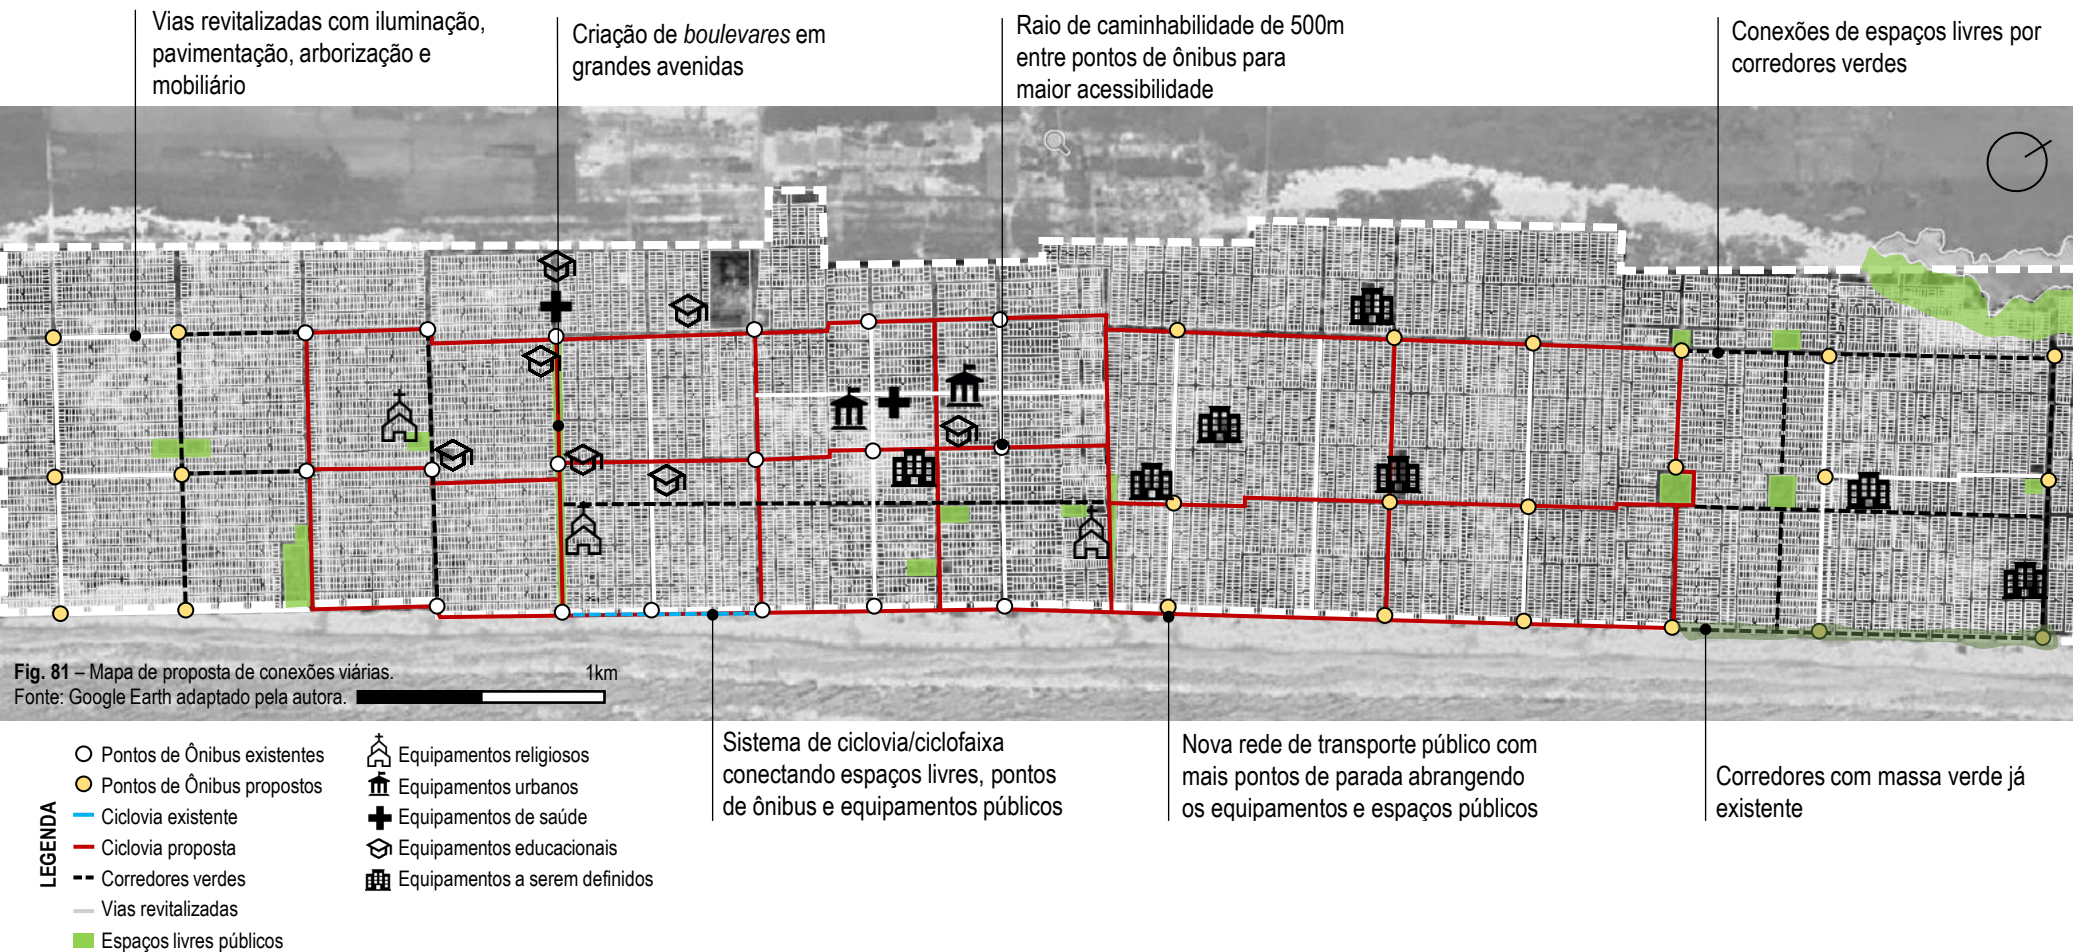 Vias revitalizadas com iluminação,
pavimentação, arborização e
mobiliário
Criação de boulevares em
grandes avenidas
Raio de caminhabilidade de 500m
entre pontos de ônibus para
maior acessibilidade
Conexões de espaços livres por
corredores verdes
Fig. 81 – Mapa de proposta de conexões viárias.
Fonte: Google Earth adaptado pela autora.
1km
LEGENDA
Pontos de Ônibus existentes
Pontos de Ônibus propostos
Ciclovia existente
Ciclovia proposta
Corredores verdes
Vias revitalizadas
Espaços livres públicos
Equipamentos religiosos
Equipamentos urbanos
Equipamentos de saúde
Equipamentos educacionais
Equipamentos a serem definidos
Sistema de ciclovia/ciclofaixa
conectando espaços livres, pontos
de ônibus e equipamentos públicos
Nova rede de transporte público com
mais pontos de parada abrangendo
os equipamentos e espaços públicos
Corredores com massa verde já
existente